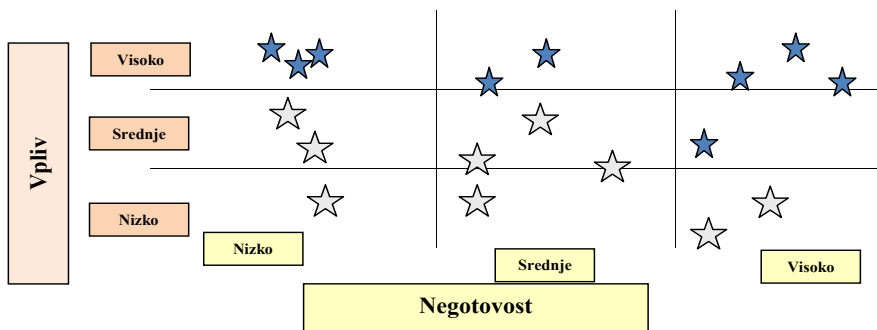 Vpliv
Visoko
Srednje
Nizko
Nizko
Srednje
Visoko
Negotovost